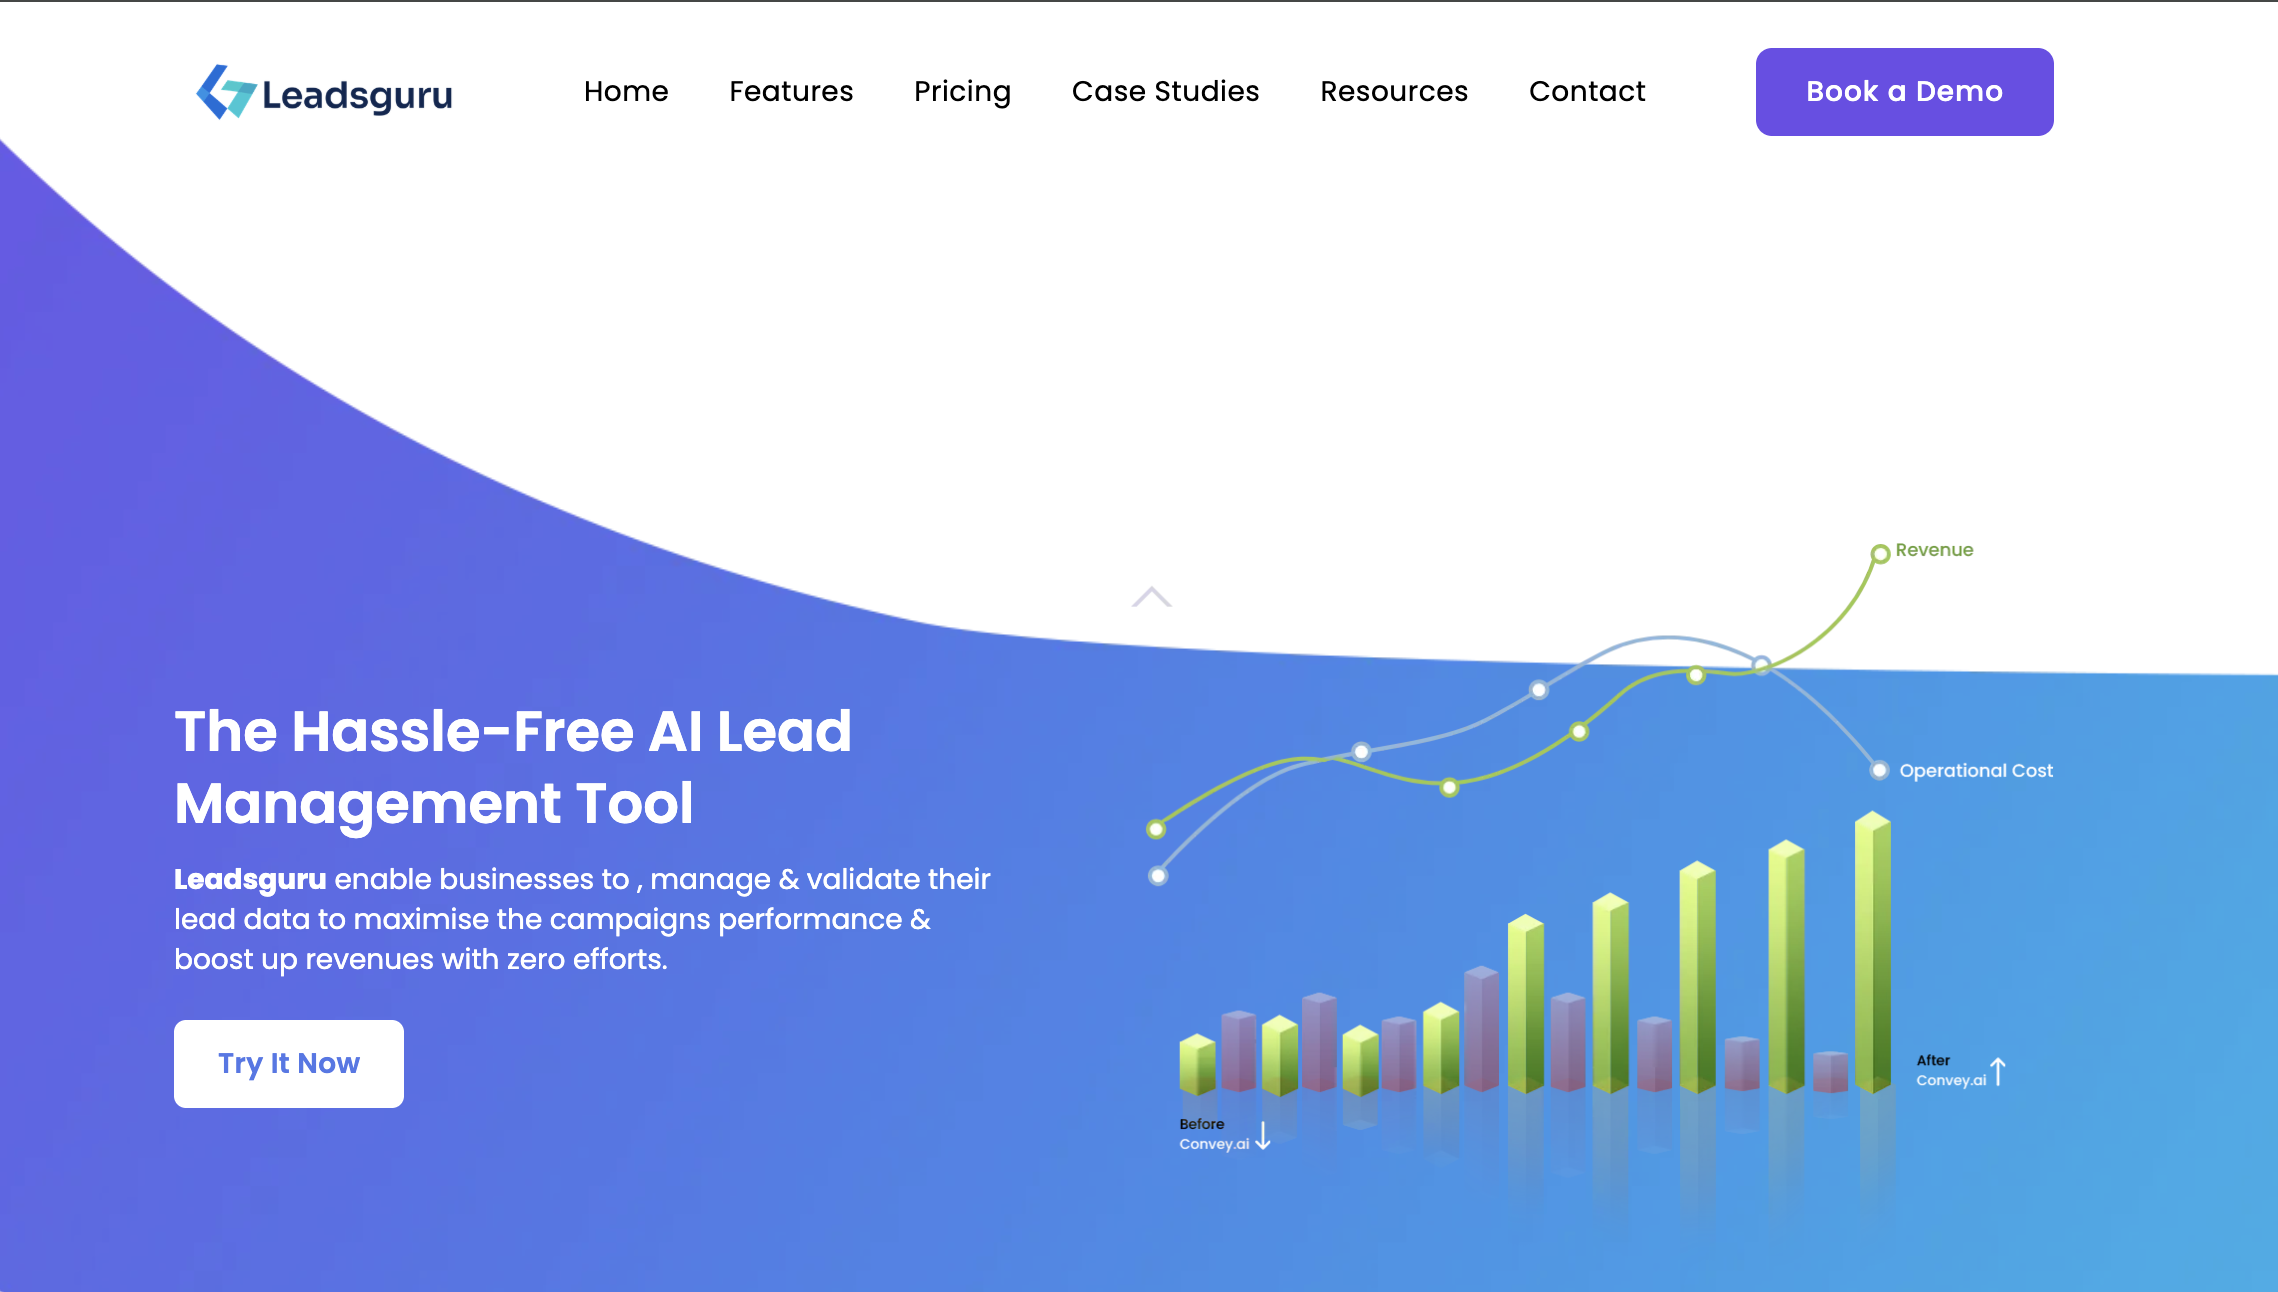 Leadsguru
Home
Features
Pricing
Case Studies
Resources
Contact
Book a Demo
The Hassle-Free AI Lead
Management Tool
Leadsguru enable businesses to , manage & validate their
lead data to maximise the campaigns performance &
boost up revenues with zero efforts.
Try It Now
Revenue
Operational Cost
After
Convey.ai
Before
Convey.ai